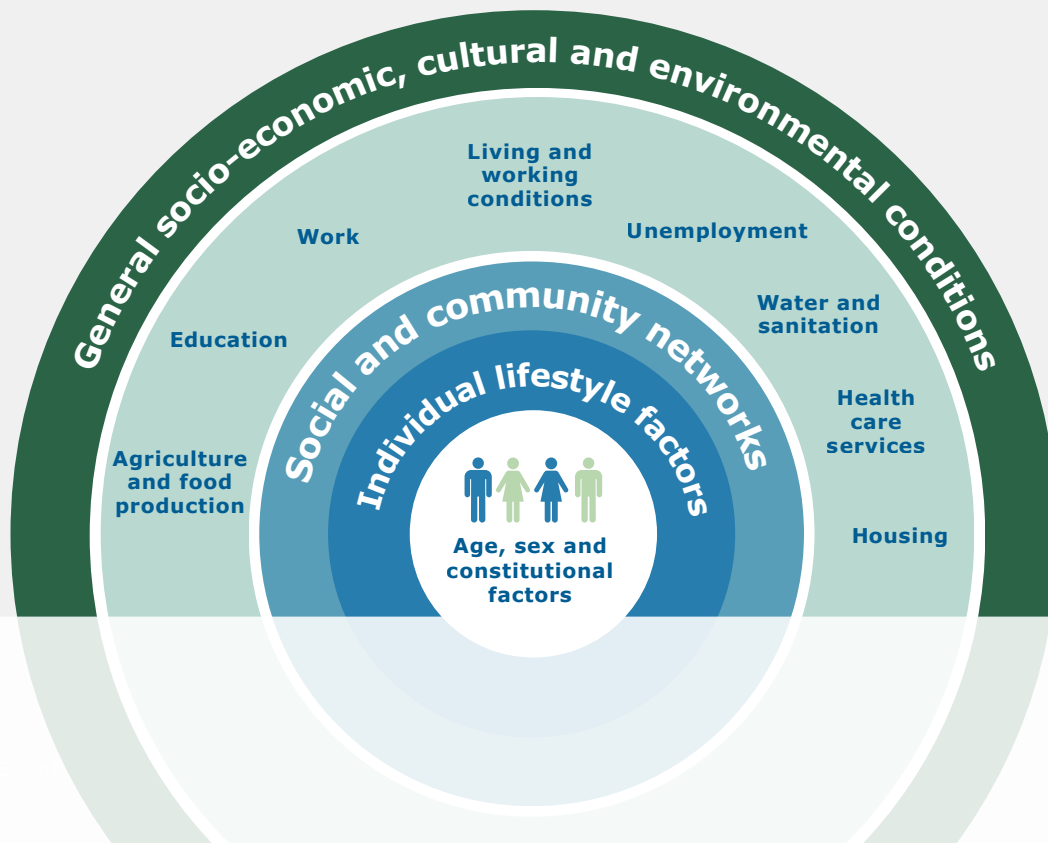 General socio-economic, cultural and environmental conditions
Living and
working
conditions
Work
Unemployment
Education
Water and
sanitation
Agriculture
and food
production
Health
care
services
Housing
Social and community networks
Individual lifestyle factors
Age, sex and
constitutional
factors